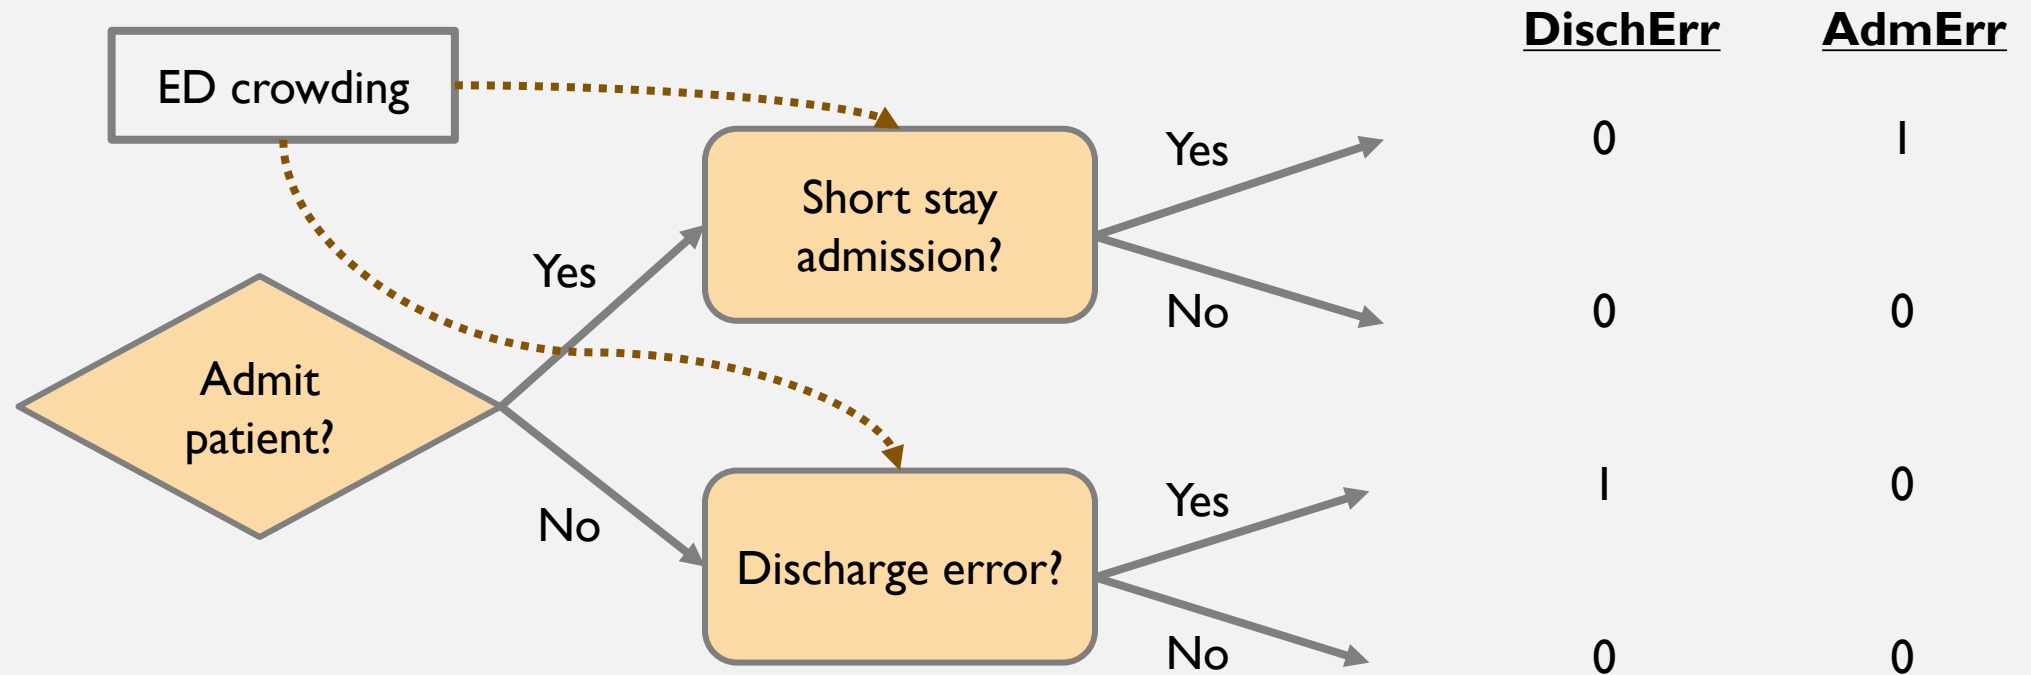 DischErr AdmErr
ED crowding
Yes 0 1
Short stay
admission?
Yes
No 0 0
Admit
patient?
Yes 1 0
No
Discharge error?
No 0 0